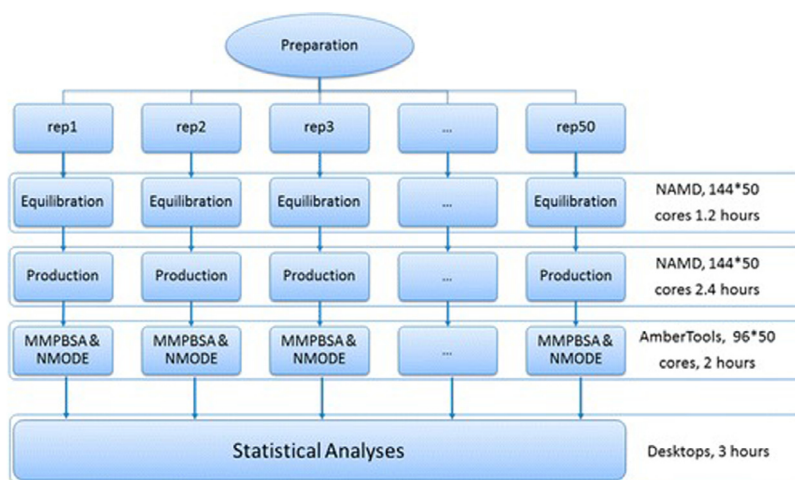 Preparation
rep1
rep2
rep3
...
rep50
Equilibration
Equilibration
Equilibration
...
Equilibration
NAMD, 144*50
cores 1.2 hours
Production
Production
Production
...
Production
NAMD, 144*50
cores 2.4 hours
MMPBSA &
NMODE
MMPBSA &
NMODE
MMPBSA &
NMODE
...
MMPBSA &
NMODE
AmberTools, 96*50
cores, 2 hours
Statistical Analyses
Desktops, 3 hours